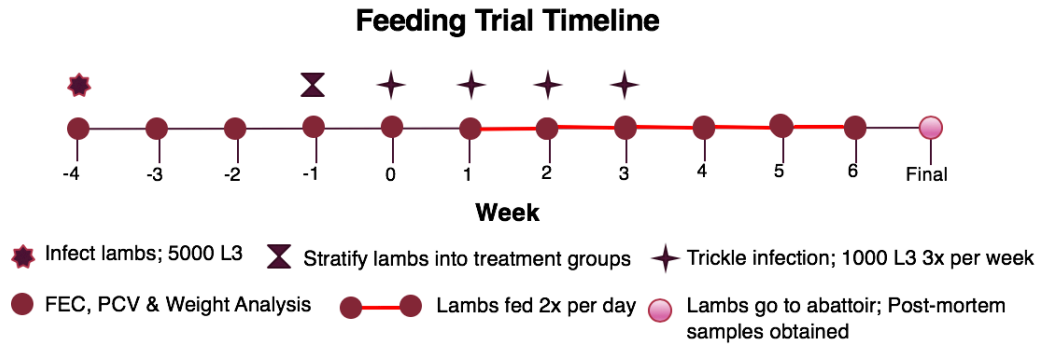 Feeding Trial Timeline
-4 -3 -2 -1 0 1 2 3 4 5 6 Final
Week
Infect lambs; 5000 L3
Stratify lambs into treatment groups
Trickle infection; 1000 L3 3x per week
FEC, PCV & Weight Analysis
Lambs fed 2x per day
Lambs go to abattoir; Post-mortem
samples obtained